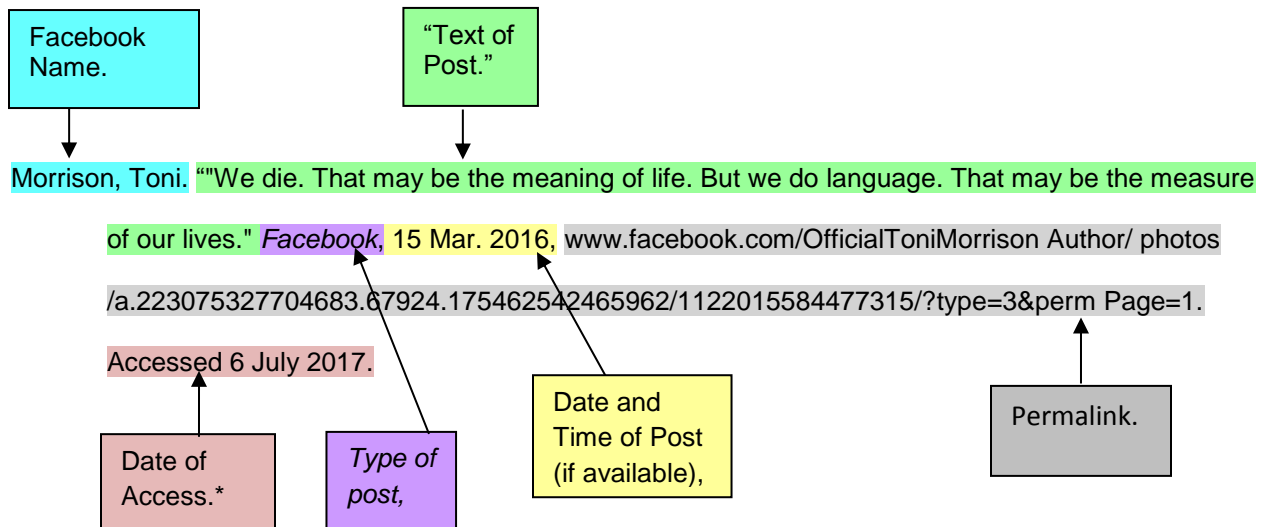 Facebook
Name.
“Text of
Post.”
Morrison, Toni. “"We die. That may be the meaning of life. But we do language. That may be the measure
of our lives." Facebook, 15 Mar. 2016, www.facebook.com/OfficialToniMorrison Author/ photos
/a.223075327704683.67924.175462542465962/1122015584477315/?type=3&perm Page=1.
Accessed 6 July 2017.
Date of
Access.*
Type of
post,
Date and
Time of Post
(if available),
Permalink.